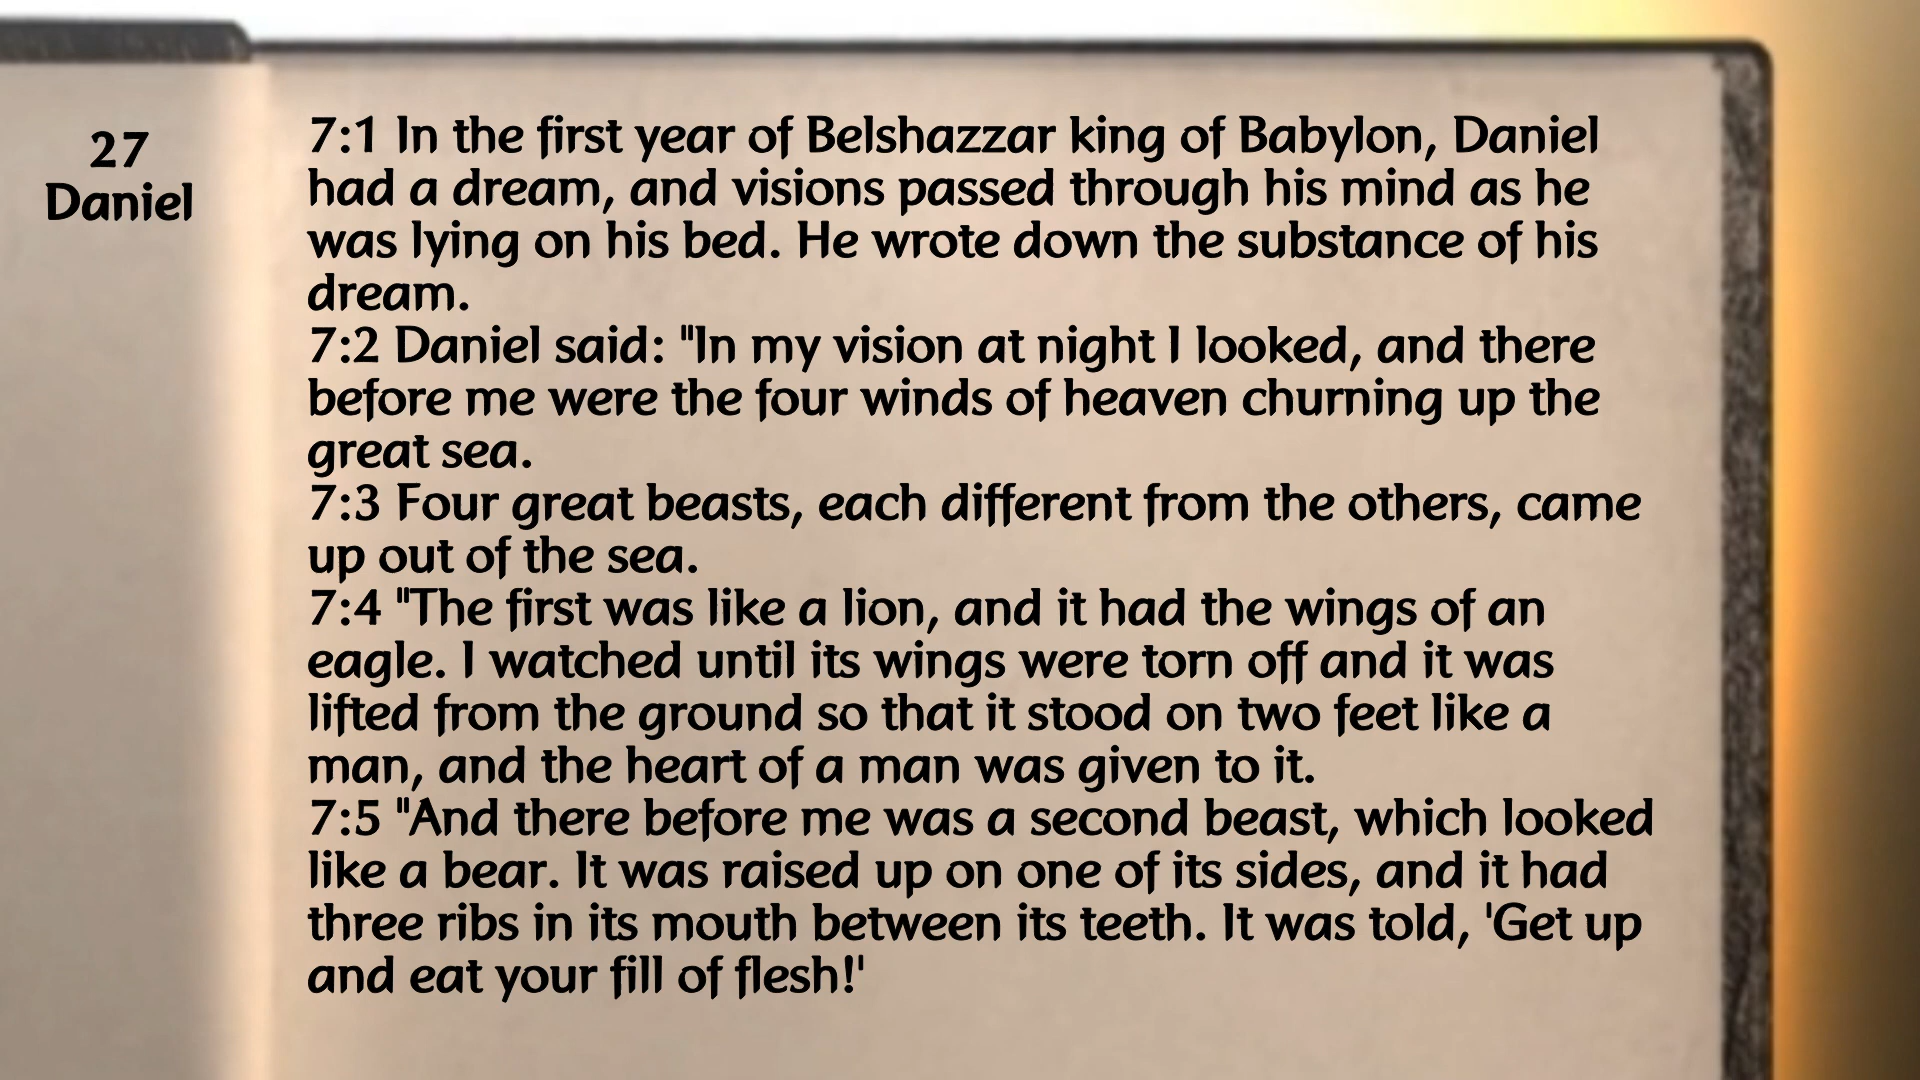 27
Daniel
7:1 In the first year of Belshazzar king of Babylon, Daniel
had a dream, and visions passed through his mind as he
was lying on his bed. He wrote down the substance of his
dream.
7:2 Daniel said: "In my vision at night I looked, and there
before me were the four winds of heaven churning up the
great sea.
7:3 Four great beasts, each different from the others, came
up out of the sea.
7:4 "The first was like a lion, and it had the wings of an
eagle. I watched until its wings were torn off and it was
lifted from the ground so that it stood on two feet like a
man, and the heart of a man was given to it.
7:5 "And there before me was a second beast, which looked
like a bear. It was raised up on one of its sides, and it had
three ribs in its mouth between its teeth. It was told, 'Get up
and eat your fill of flesh!'